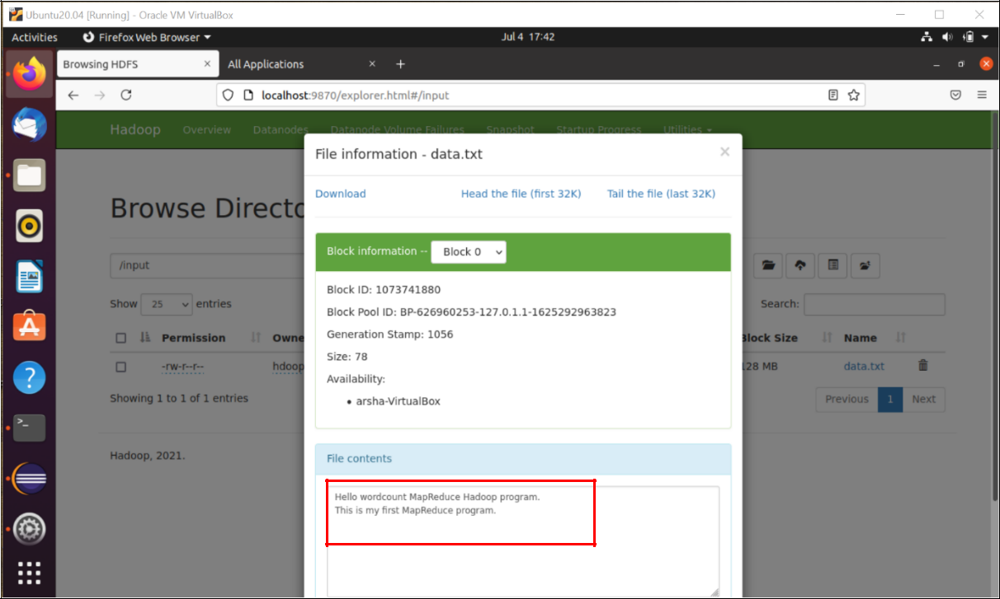 Ubuntu20.04 [Running] - Oracle VM VirtualBox
Activities Firefox Web Browser Jul 4 17:42
Browsing HDFS × All Applications × +
localhost:9870/explorer.html#/input
Hadoop Overview Datanodes Datanode Volume Failures Snapshot Startup Progress Utilities
File information - data.txt ×
Download Head the file (first 32K) Tail the file (last 32K)
Browse Directo
Block information -- Block 0
/input
Block ID: 1073741880
Show 25 entries Search:
Block Pool ID: BP-626960253-127.0.1.1-1625292963823
Generation Stamp: 1056
Permission Owne Block Size Name
Size: 78
-rw-r--r-- hdoop 128 MB data.txt
Availability:
Showing 1 to 1 of 1 entries Previous 1 Next
• arsha-VirtualBox
Hadoop, 2021.
File contents
Hello wordcount MapReduce Hadoop program.
This is my first MapReduce program.